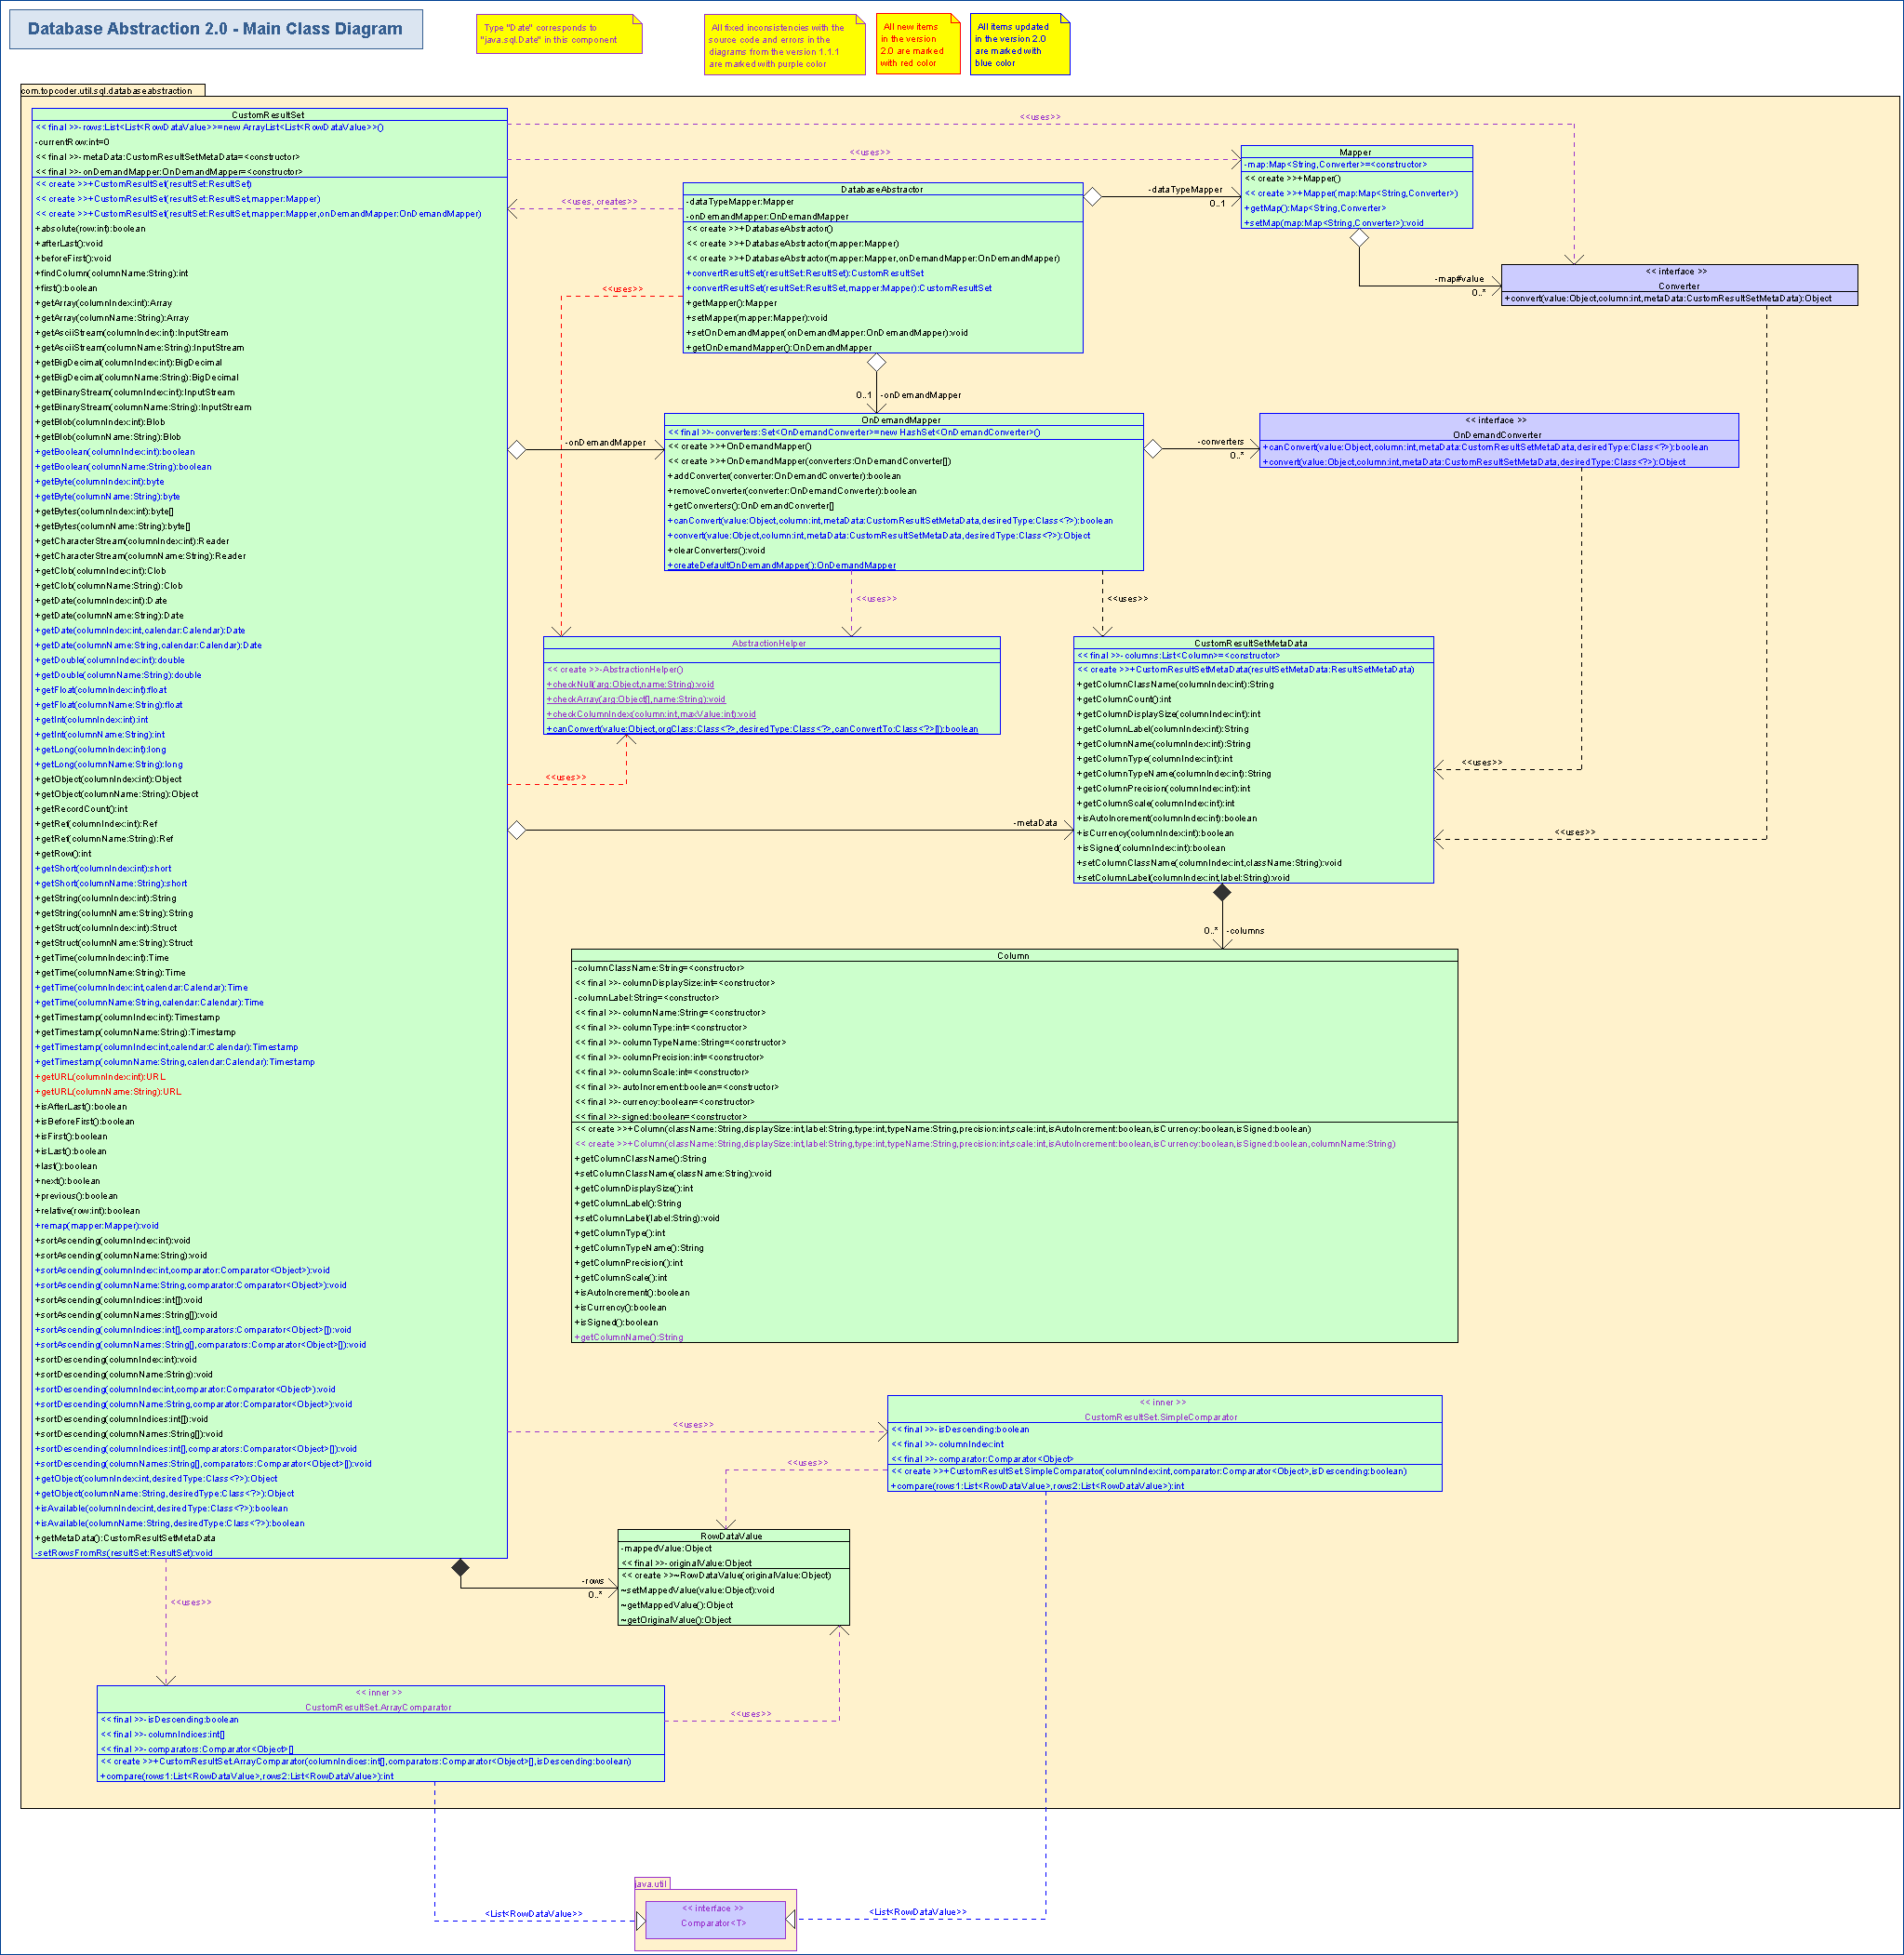 Database Abstraction 2.0 - Main Class Diagram
Type "Date" corresponds to
"java.sql.Date" in this component
All fixed inconsistencies with the
source code and errors in the
diagrams from the version 1.1.1
are marked with purple color
All new items
in the version
2.0 are marked
with red color
All items updated
in the version 2.0
are marked with
blue color
com.topcoder.util.sql.databaseabstraction
CustomResultSet
<< final >>-rows:List<List<RowDataValue>>=new ArrayList<List<RowDataValue>>()
-currentRow:int=0
<< final >>-metaData:CustomResultSetMetaData=<constructor>
<< final >>-onDemandMapper:OnDemandMapper=<constructor>
<< create >>+CustomResultSet(resultSet:ResultSet)
<< create >>+CustomResultSet(resultSet:ResultSet,mapper:Mapper)
<< create >>+CustomResultSet(resultSet:ResultSet,mapper:Mapper,onDemandMapper:OnDemandMapper)
+absolute(row:int):boolean
+afterLast():void
+beforeFirst():void
+findColumn(columnName:String):int
+first():boolean
+getArray(columnIndex:int):Array
+getArray(columnName:String):Array
+getAsciiStream(columnIndex:int):InputStream
+getAsciiStream(columnName:String):InputStream
+getBigDecimal(columnIndex:int):BigDecimal
+getBigDecimal(columnName:String):BigDecimal
+getBinaryStream(columnIndex:int):InputStream
+getBinaryStream(columnName:String):InputStream
+getBlob(columnIndex:int):Blob
+getBlob(columnName:String):Blob
+getBoolean(columnIndex:int):boolean
+getBoolean(columnName:String):boolean
+getByte(columnIndex:int):byte
+getByte(columnName:String):byte
+getBytes(columnIndex:int):byte[]
+getBytes(columnName:String):byte[]
+getCharacterStream(columnIndex:int):Reader
+getCharacterStream(columnName:String):Reader
+getClob(columnIndex:int):Clob
+getClob(columnName:String):Clob
+getDate(columnIndex:int):Date
+getDate(columnName:String):Date
+getDate(columnIndex:int,calendar:Calendar):Date
+getDate(columnName:String,calendar:Calendar):Date
+getDouble(columnIndex:int):double
+getDouble(columnName:String):double
+getFloat(columnIndex:int):float
+getFloat(columnName:String):float
+getInt(columnIndex:int):int
+getInt(columnName:String):int
+getLong(columnIndex:int):long
+getLong(columnName:String):long
+getObject(columnIndex:int):Object
+getObject(columnName:String):Object
+getRecordCount():int
+getRef(columnIndex:int):Ref
+getRef(columnName:String):Ref
+getRow():int
+getShort(columnIndex:int):short
+getShort(columnName:String):short
+getString(columnIndex:int):String
+getString(columnName:String):String
+getStruct(columnIndex:int):Struct
+getStruct(columnName:String):Struct
+getTime(columnIndex:int):Time
+getTime(columnName:String):Time
+getTime(columnIndex:int,calendar:Calendar):Time
+getTime(columnName:String,calendar:Calendar):Time
+getTimestamp(columnIndex:int):Timestamp
+getTimestamp(columnName:String):Timestamp
+getTimestamp(columnIndex:int,calendar:Calendar):Timestamp
+getTimestamp(columnName:String,calendar:Calendar):Timestamp
+getURL(columnIndex:int):URL
+getURL(columnName:String):URL
+isAfterLast():boolean
+isBeforeFirst():boolean
+isFirst():boolean
+isLast():boolean
+last():boolean
+next():boolean
+previous():boolean
+relative(row:int):boolean
+remap(mapper:Mapper):void
+sortAscending(columnIndex:int):void
+sortAscending(columnName:String):void
+sortAscending(columnIndex:int,comparator:Comparator<Object>):void
+sortAscending(columnName:String,comparator:Comparator<Object>):void
+sortAscending(columnIndices:int[]):void
+sortAscending(columnNames:String[]):void
+sortAscending(columnIndices:int[],comparators:Comparator<Object>[]):void
+sortAscending(columnNames:String[],comparators:Comparator<Object>[]):void
+sortDescending(columnIndex:int):void
+sortDescending(columnName:String):void
+sortDescending(columnIndex:int,comparator:Comparator<Object>):void
+sortDescending(columnName:String,comparator:Comparator<Object>):void
+sortDescending(columnIndices:int[]):void
+sortDescending(columnNames:String[]):void
+sortDescending(columnIndices:int[],comparators:Comparator<Object>[]):void
+sortDescending(columnNames:String[],comparators:Comparator<Object>[]):void
+getObject(columnIndex:int,desiredType:Class<?>):Object
+getObject(columnName:String,desiredType:Class<?>):Object
+isAvailable(columnIndex:int,desiredType:Class<?>):boolean
+isAvailable(columnName:String,desiredType:Class<?>):boolean
+getMetaData():CustomResultSetMetaData
-setRowsFromRs(resultSet:ResultSet):void
<<uses>>
<<uses>>
<<uses, creates>>
DatabaseAbstractor
-dataTypeMapper:Mapper
-onDemandMapper:OnDemandMapper
<< create >>+DatabaseAbstractor()
<< create >>+DatabaseAbstractor(mapper:Mapper)
<< create >>+DatabaseAbstractor(mapper:Mapper,onDemandMapper:OnDemandMapper)
+convertResultSet(resultSet:ResultSet):CustomResultSet
+convertResultSet(resultSet:ResultSet,mapper:Mapper):CustomResultSet
+getMapper():Mapper
+setMapper(mapper:Mapper):void
+setOnDemandMapper(onDemandMapper:OnDemandMapper):void
+getOnDemandMapper():OnDemandMapper
-dataTypeMapper
0..1
Mapper
-map:Map<String,Converter>=<constructor>
<< create >>+Mapper()
<< create >>+Mapper(map:Map<String,Converter>)
+getMap():Map<String,Converter>
+setMap(map:Map<String,Converter>):void
-map#value
0..*
<< interface >>
Converter
+convert(value:Object,column:int,metaData:CustomResultSetMetaData):Object
<<uses>>
0..1
-onDemandMapper
-onDemandMapper
OnDemandMapper
<< final >>-converters:Set<OnDemandConverter>=new HashSet<OnDemandConverter>()
<< create >>+OnDemandMapper()
<< create >>+OnDemandMapper(converters:OnDemandConverter[])
+addConverter(converter:OnDemandConverter):boolean
+removeConverter(converter:OnDemandConverter):boolean
+getConverters():OnDemandConverter[]
+canConvert(value:Object,column:int,metaData:CustomResultSetMetaData,desiredType:Class<?>):boolean
+convert(value:Object,column:int,metaData:CustomResultSetMetaData,desiredType:Class<?>):Object
+clearConverters():void
+createDefaultOnDemandMapper():OnDemandMapper
-converters
0..*
<< interface >>
OnDemandConverter
+canConvert(value:Object,column:int,metaData:CustomResultSetMetaData,desiredType:Class<?>):boolean
+convert(value:Object,column:int,metaData:CustomResultSetMetaData,desiredType:Class<?>):Object
<<uses>>
<<uses>>
AbstractionHelper
<< create >>-AbstractionHelper()
+checkNull(arg:Object,name:String):void
+checkArray(arg:Object[],name:String):void
+checkColumnIndex(column:int,maxValue:int):void
+canConvert(value:Object,orgClass:Class<?>,desiredType:Class<?>,canConvertTo:Class<?>[]):boolean
<<uses>>
CustomResultSetMetaData
<< final >>-columns:List<Column>=<constructor>
<< create >>+CustomResultSetMetaData(resultSetMetaData:ResultSetMetaData)
+getColumnClassName(columnIndex:int):String
+getColumnCount():int
+getColumnDisplaySize(columnIndex:int):int
+getColumnLabel(columnIndex:int):String
+getColumnName(columnIndex:int):String
+getColumnType(columnIndex:int):int
+getColumnTypeName(columnIndex:int):String
+getColumnPrecision(columnIndex:int):int
+getColumnScale(columnIndex:int):int
+isAutoIncrement(columnIndex:int):boolean
+isCurrency(columnIndex:int):boolean
+isSigned(columnIndex:int):boolean
+setColumnClassName(columnIndex:int,className:String):void
+setColumnLabel(columnIndex:int,label:String):void
<<uses>>
<<uses>>
-metaData
0..*
-columns
Column
-columnClassName:String=<constructor>
<< final >>-columnDisplaySize:int=<constructor>
-columnLabel:String=<constructor>
<< final >>-columnName:String=<constructor>
<< final >>-columnType:int=<constructor>
<< final >>-columnTypeName:String=<constructor>
<< final >>-columnPrecision:int=<constructor>
<< final >>-columnScale:int=<constructor>
<< final >>-autoIncrement:boolean=<constructor>
<< final >>-currency:boolean=<constructor>
<< final >>-signed:boolean=<constructor>
<< create >>+Column(className:String,displaySize:int,label:String,type:int,typeName:String,precision:int,scale:int,isAutoIncrement:boolean,isCurrency:boolean,isSigned:boolean)
<< create >>+Column(className:String,displaySize:int,label:String,type:int,typeName:String,precision:int,scale:int,isAutoIncrement:boolean,isCurrency:boolean,isSigned:boolean,columnName:String)
+getColumnClassName():String
+setColumnClassName(className:String):void
+getColumnDisplaySize():int
+getColumnLabel():String
+setColumnLabel(label:String):void
+getColumnType():int
+getColumnTypeName():String
+getColumnPrecision():int
+getColumnScale():int
+isAutoIncrement():boolean
+isCurrency():boolean
+isSigned():boolean
+getColumnName():String
<<uses>>
<< inner >>
CustomResultSet.SimpleComparator
<< final >>-isDescending:boolean
<< final >>-columnIndex:int
<< final >>-comparator:Comparator<Object>
<< create >>+CustomResultSet.SimpleComparator(columnIndex:int,comparator:Comparator<Object>,isDescending:boolean)
+compare(rows1:List<RowDataValue>,rows2:List<RowDataValue>):int
<<uses>>
RowDataValue
-mappedValue:Object
<< final >>-originalValue:Object
<< create >>~RowDataValue(originalValue:Object)
~setMappedValue(value:Object):void
~getMappedValue():Object
~getOriginalValue():Object
-rows
0..*
<<uses>>
<< inner >>
CustomResultSet.ArrayComparator
<< final >>-isDescending:boolean
<< final >>-columnIndices:int[]
<< final >>-comparators:Comparator<Object>[]
<< create >>+CustomResultSet.ArrayComparator(columnIndices:int[],comparators:Comparator<Object>[],isDescending:boolean)
+compare(rows1:List<RowDataValue>,rows2:List<RowDataValue>):int
<<uses>>
java.util
<List<RowDataValue>>
<< interface >>
Comparator<T>
<List<RowDataValue>>